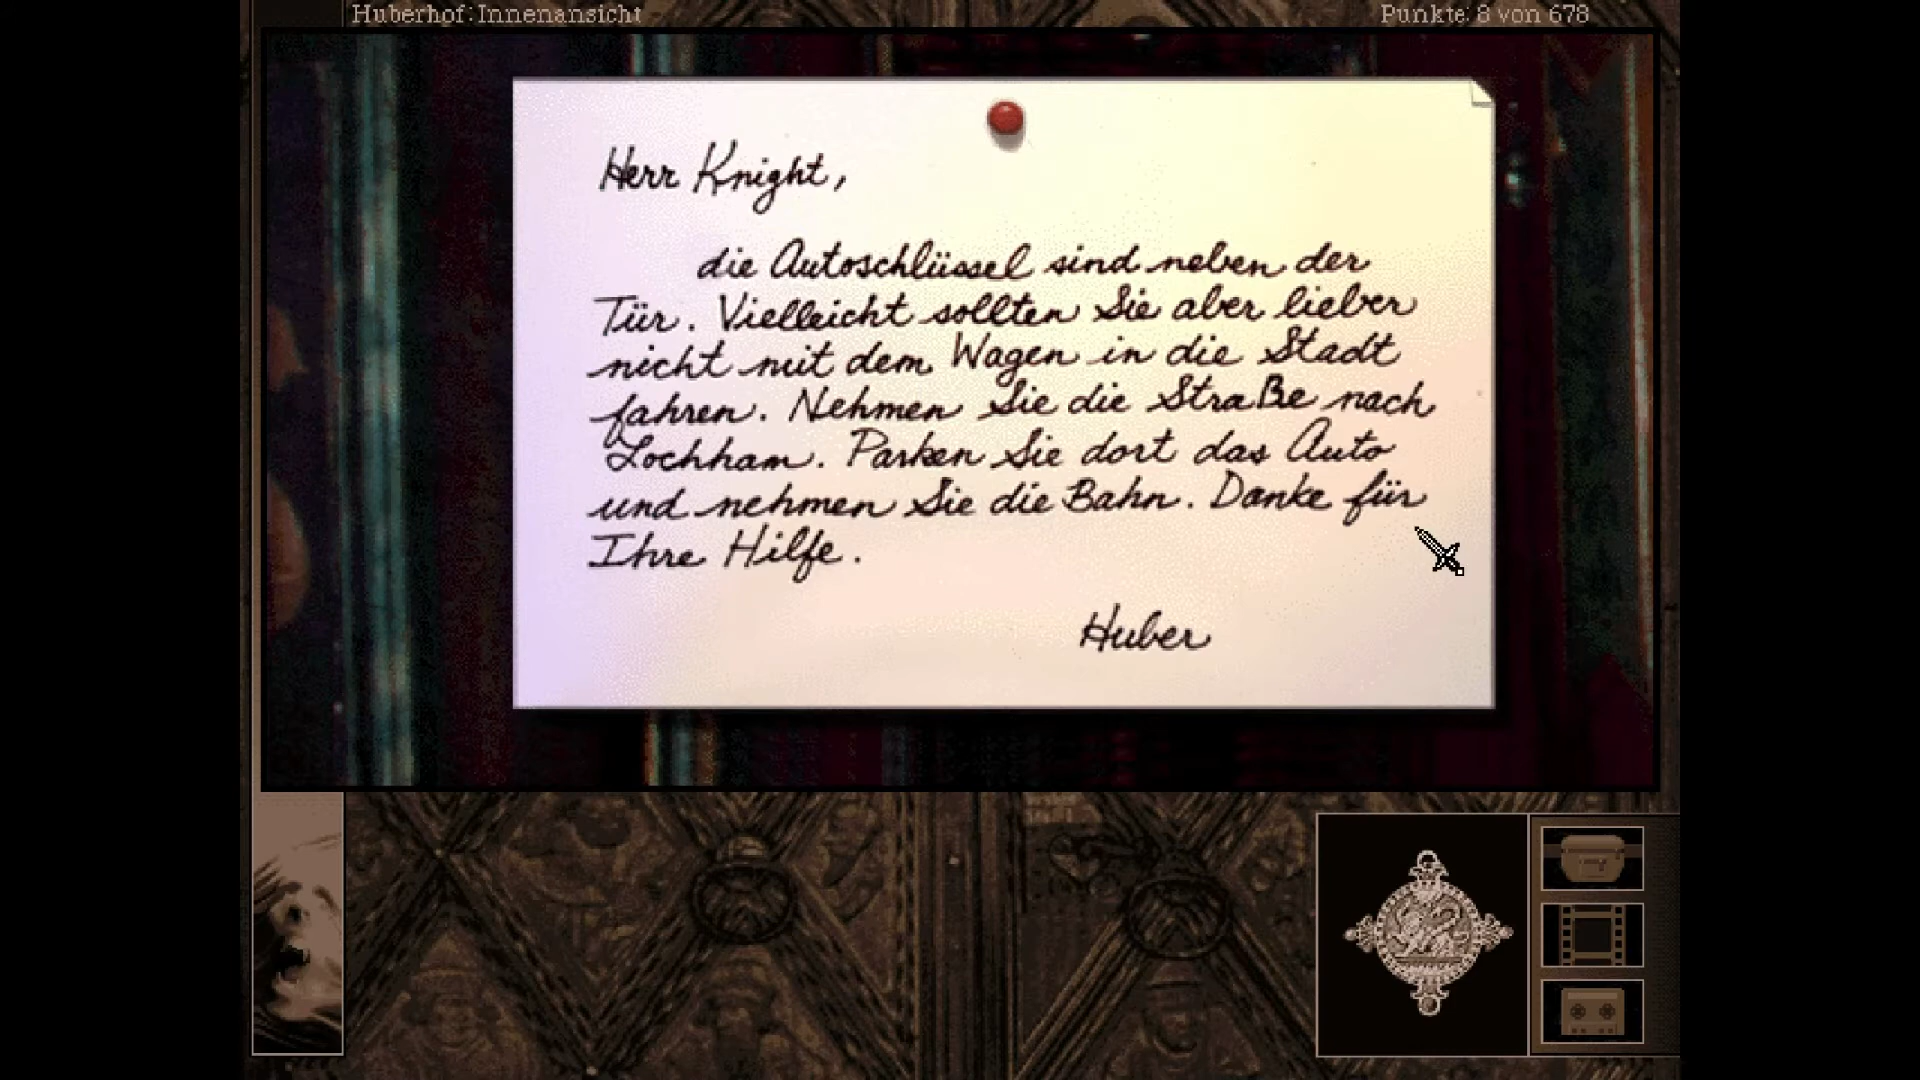 Huberhof: Innenansicht
Punkte: 8 von 678
Herr Knight,
die Autoschlüssel sind neben der
Tür. Vielleicht sollten Sie aber lieber
nicht mit dem Wagen in die Stadt
fahren. Nehmen Sie die Straße nach
Lochham. Parken Sie dort das Auto
und nehmen Sie die Bahn. Danke für
Ihre Hilfe.
Huber